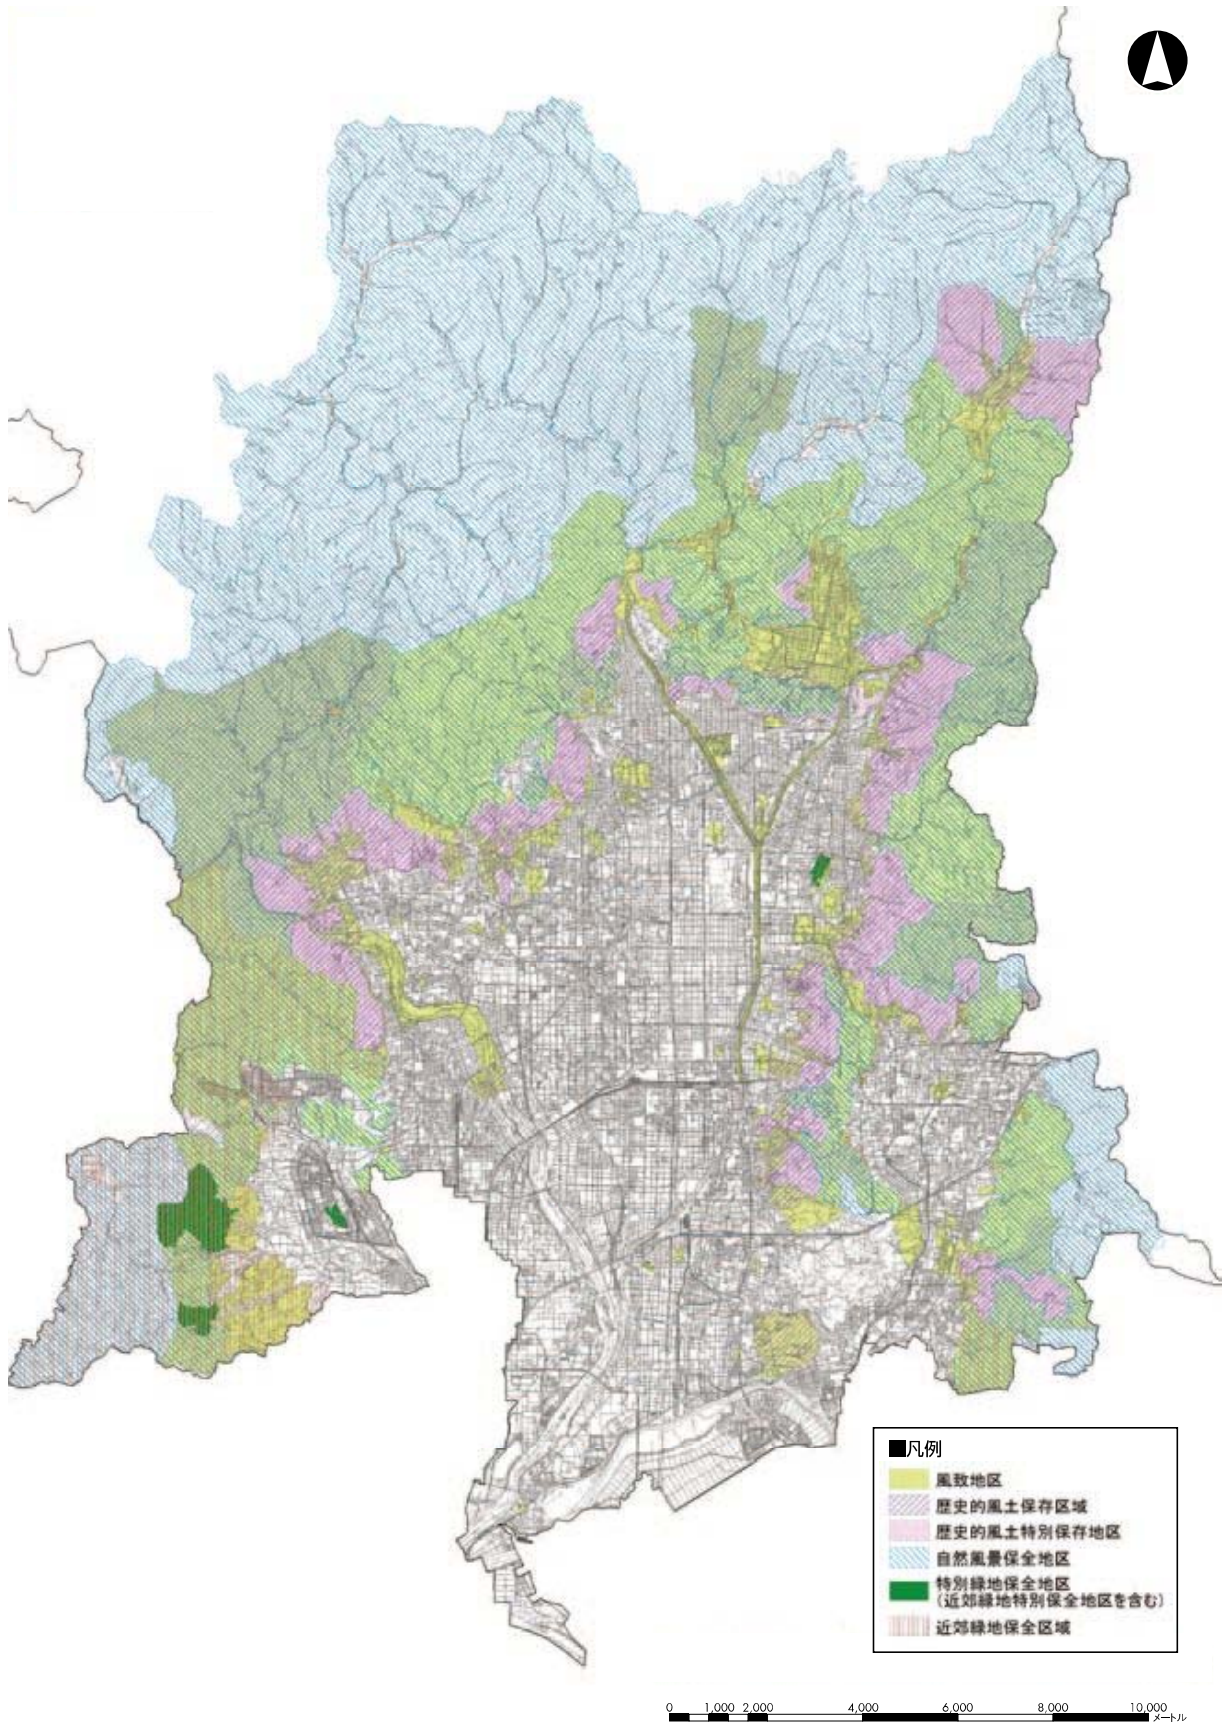 ■凡例
風致地区
歴史的風土保存区域
歴史的風土特別保存地区
自然風景保全地区
特別緑地保全地区
(近郊緑地特別保全地区を含む)
近郊緑地保全区域
0 1,000 2,000 4,000 6,000 8,000 10,000
メートル